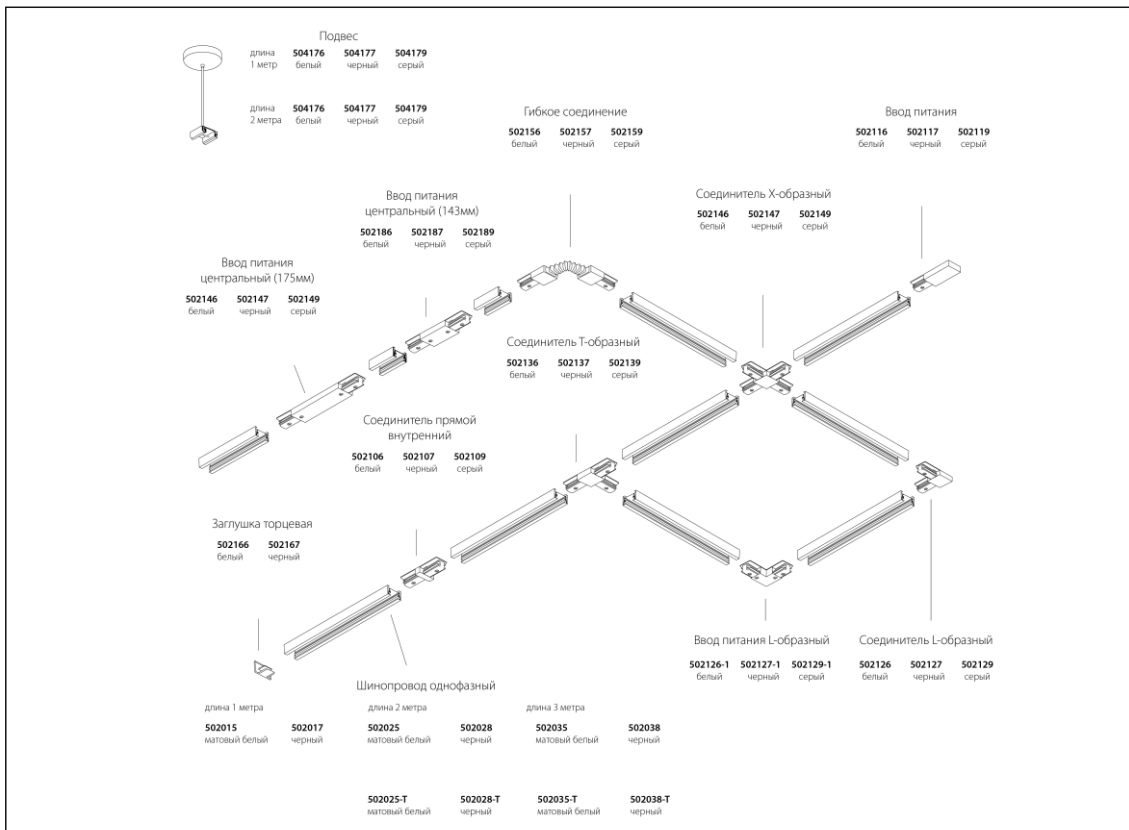 Подвес
длина 504176 504177 504179
1 метр белый черный серый
длина 504176 504177 504179
2 метра белый черный серый
Гибкое соединение
502156 502157 502159
белый черный серый
Ввод питания
502116 502117 502119
белый черный серый
Ввод питания
центральный (143мм)
502186 502187 502189
белый черный серый
Соединитель X-образный
502146 502147 502149
белый черный серый
Ввод питания
центральный (175мм)
502146 502147 502149
белый черный серый
Соединитель Т-образный
502136 502137 502139
белый черный серый
Соединитель прямой
внутренний
502106 502107 502109
белый черный серый
Заглушка торцевая
502166 502167
белый черный
Ввод питания L-образный
502126-1 502127-1 502129-1
белый черный серый
Соединитель L-образный
502126 502127 502129
белый черный серый
Шинопровод однофазный
длина 1 метра длина 2 метра длина 3 метра
502015 502017 502025 502028 502035 502038
матовый белый черный матовый белый черный матовый белый черный
502025-T 502028-T 502035-T 502038-T
матовый белый черный матовый белый черный